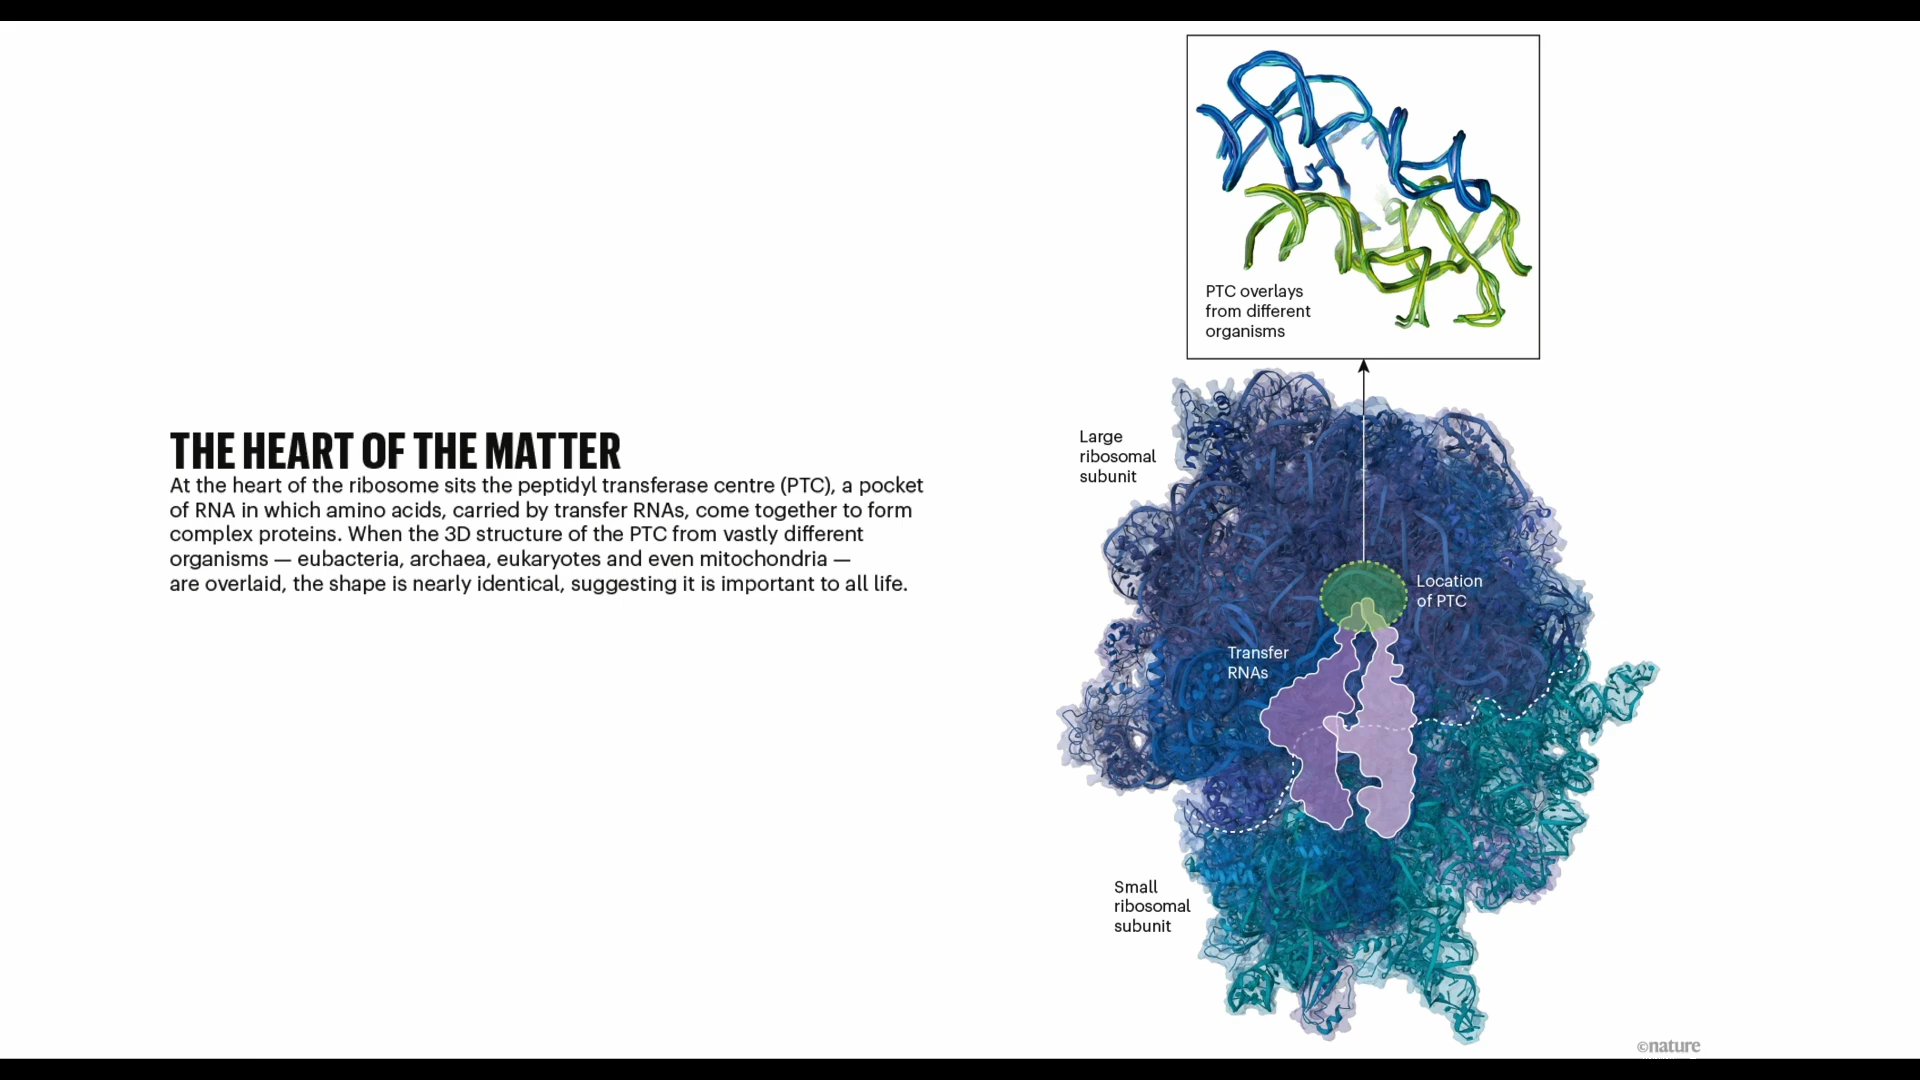 THE HEART OF THE MATTER
At the heart of the ribosome sits the peptidyl transferase centre (PTC), a pocket
of RNA in which amino acids, carried by transfer RNAs, come together to form
complex proteins. When the 3D structure of the PTC from vastly different
organisms — eubacteria, archaea, eukaryotes and even mitochondria —
are overlaid, the shape is nearly identical, suggesting it is important to all life.
PTC overlays
from different
organisms
Large
ribosomal
subunit
Location
of PTC
Transfer
RNAs
Small
ribosomal
subunit
©nature